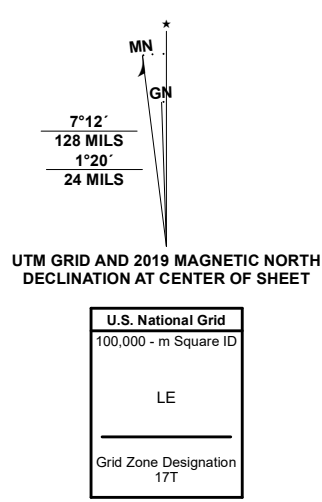 ★
MN
GN
7°12´
128 MILS
1°20´
24 MILS
UTM GRID AND 2019 MAGNETIC NORTH
DECLINATION AT CENTER OF SHEET
U.S. National Grid
100,000 - m Square ID
LE
Grid Zone Designation
17T